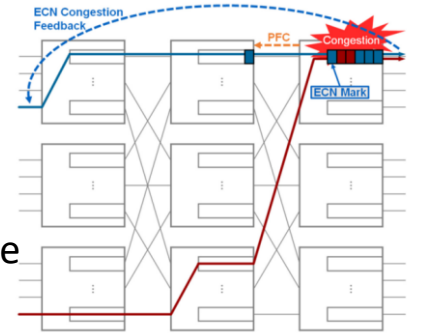 ECN Congestion
Feedback
PFC
Congestion
ECN Mark
e